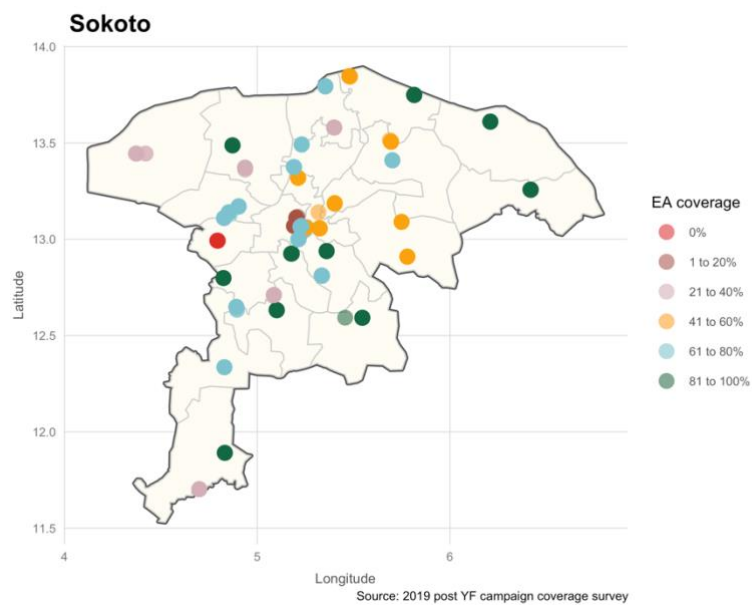 Sokoto
14.0
13.5
13.0
12.5
12.0
11.5
Latitude
4
5
6
Longitude
EA coverage
0%
1 to 20%
21 to 40%
41 to 60%
61 to 80%
81 to 100%
Source: 2019 post YF campaign coverage survey